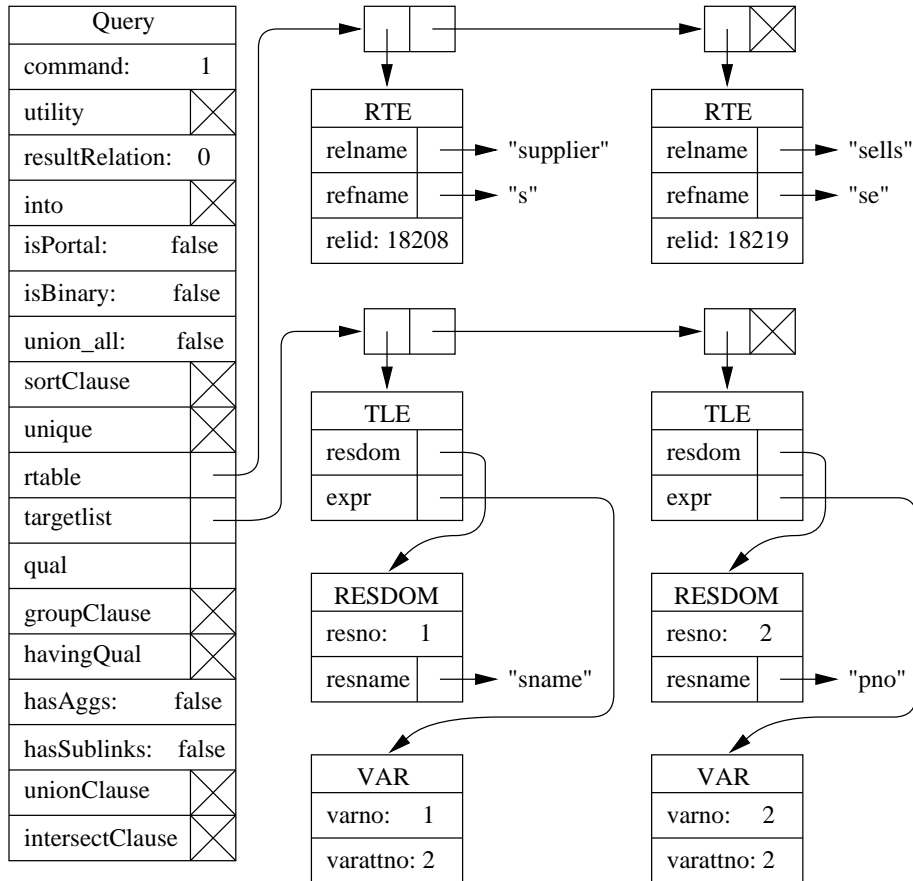 Query
command: 1
utility
resultRelation: 0
into
isPortal: false
isBinary: false
union_all: false
sortClause
unique
rtable
targetlist
qual
groupClause
havingQual
hasAggs: false
hasSublinks: false
unionClause
intersectClause
RTE
relname "supplier"
refname "s"
relid: 18208
RTE
relname "sells"
refname "se"
relid: 18219
TLE
resdom
expr
TLE
resdom
expr
RESDOM
resno: 1
resname "sname"
RESDOM
resno: 2
resname "pno"
VAR
varno: 1
varattno: 2
VAR
varno: 2
varattno: 2